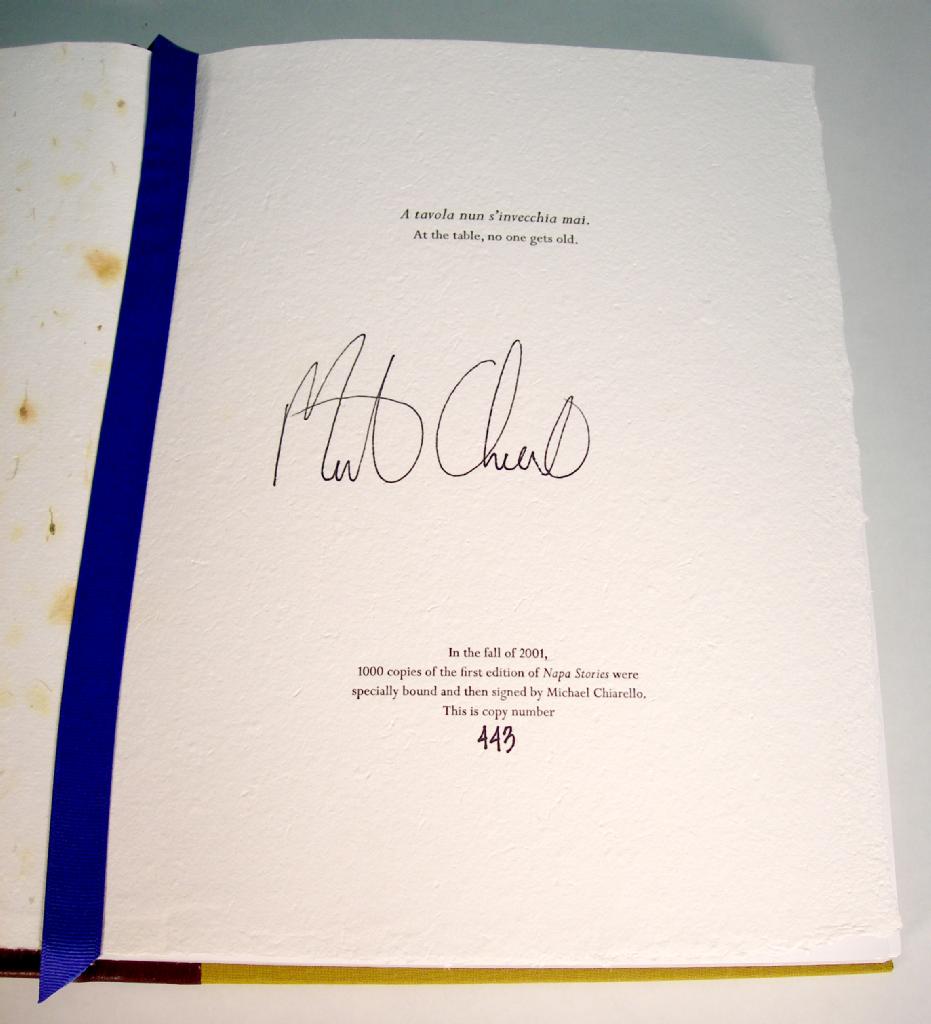 A tavola nun s'invecchia mai.
At the table, no one gets old.
In the fall of 2001,
1000 copies of the first edition of Napa Stories were
specially bound and then signed by Michael Chiarello.
This is copy number
443